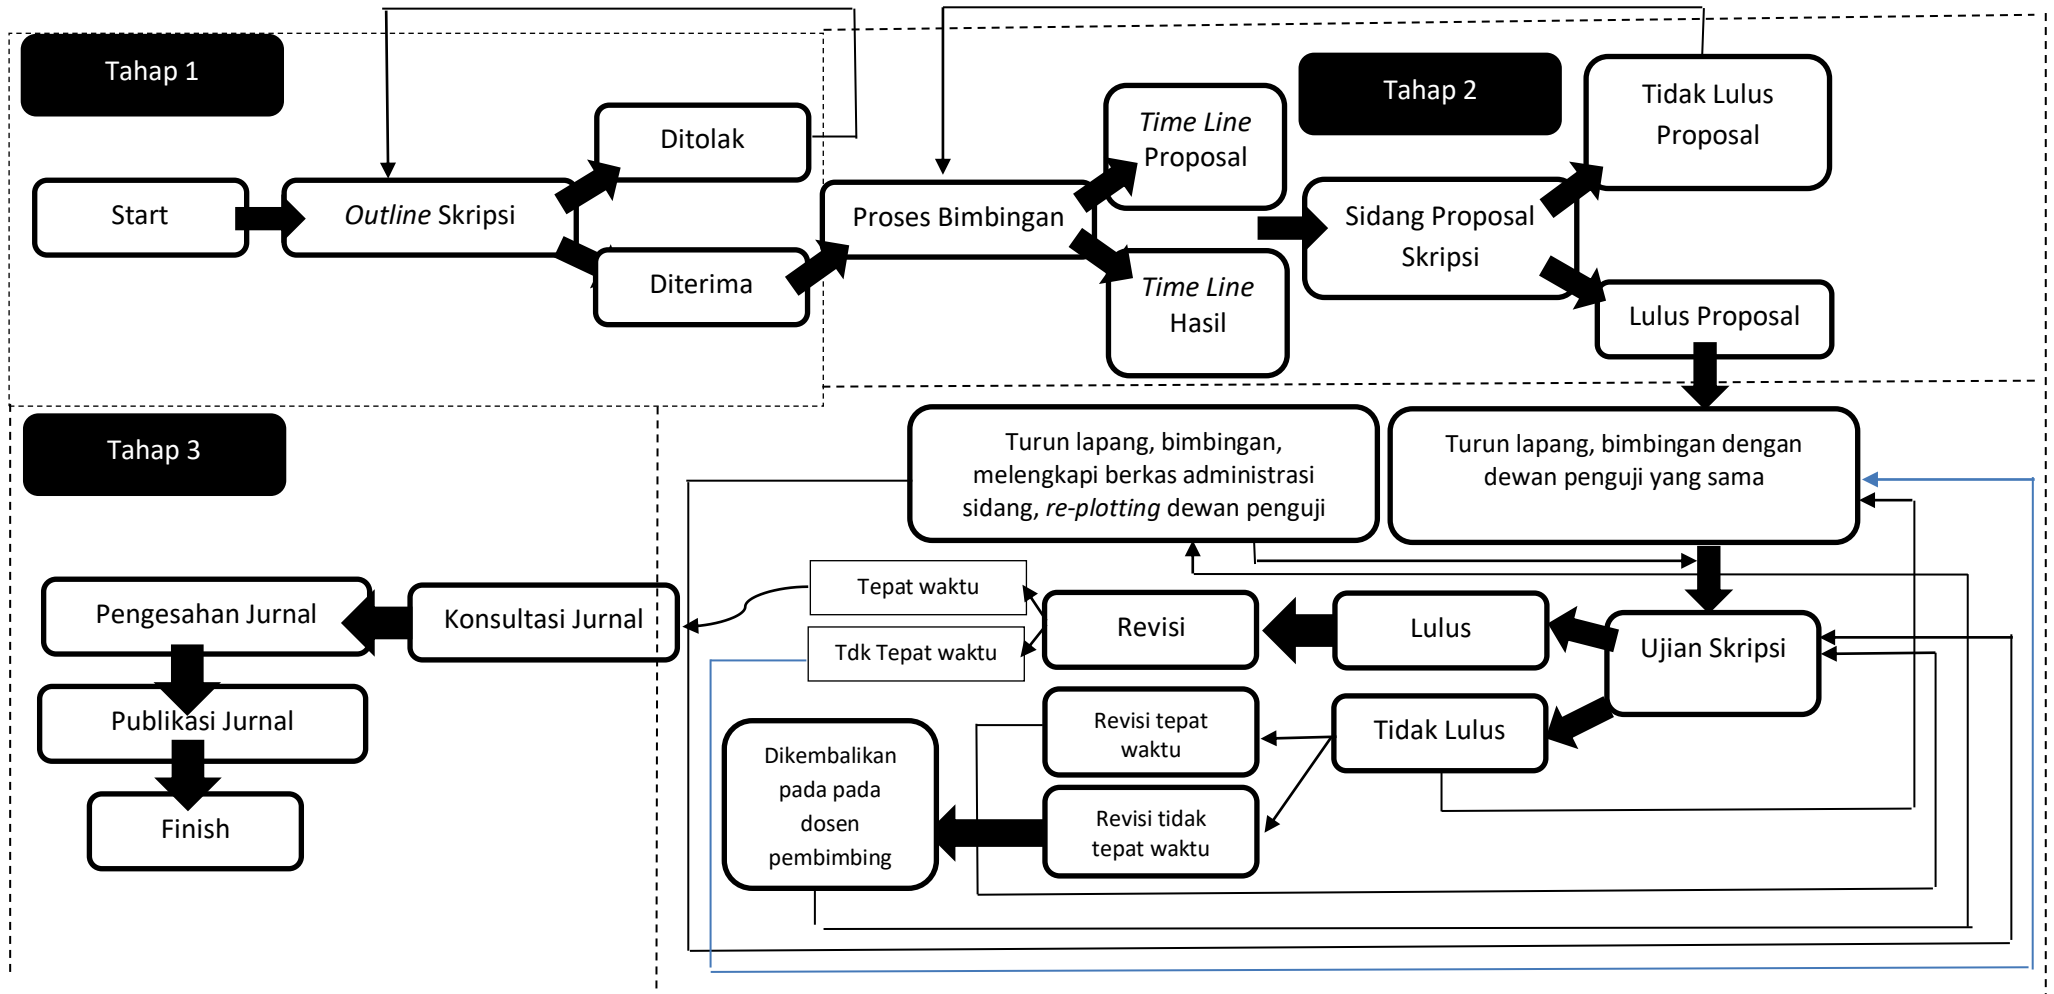 Tahap 1
Start
Outline Skripsi
Ditolak
Diterima
Proses Bimbingan
Time Line
Proposal
Time Line
Hasil
Tahap 2
Sidang Proposal
Skripsi
Tidak Lulus
Proposal
Lulus Proposal
Turun lapang, bimbingan dengan
dewan penguji yang sama
Turun lapang, bimbingan,
melengkapi berkas administrasi
sidang, re-plotting dewan penguji
Ujian Skripsi
Lulus
Revisi
Tepat waktu
Tdk Tepat waktu
Tidak Lulus
Revisi tepat
waktu
Revisi tidak
tepat waktu
Dikembalikan
pada pada
dosen
pembimbing
Tahap 3
Konsultasi Jurnal
Pengesahan Jurnal
Publikasi Jurnal
Finish